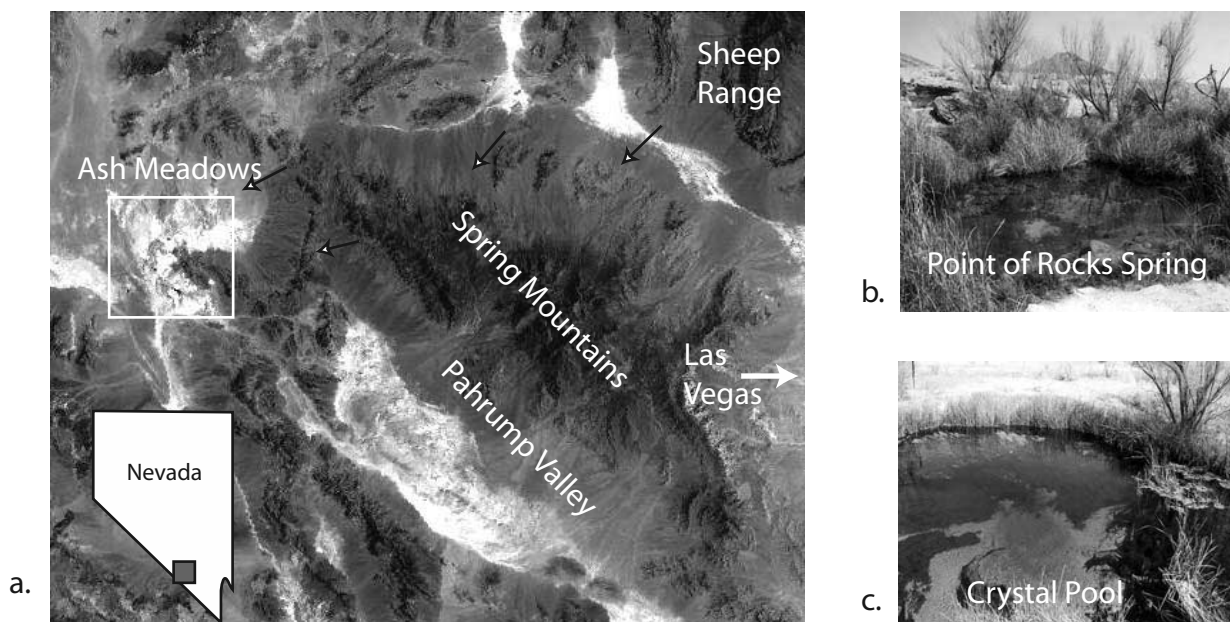 Sheep
Range
Ash Meadows
Spring Mountains
Las
Vegas
Pahrump Valley
Nevada
a.
Point of Rocks Spring
b.
Crystal Pool
c.